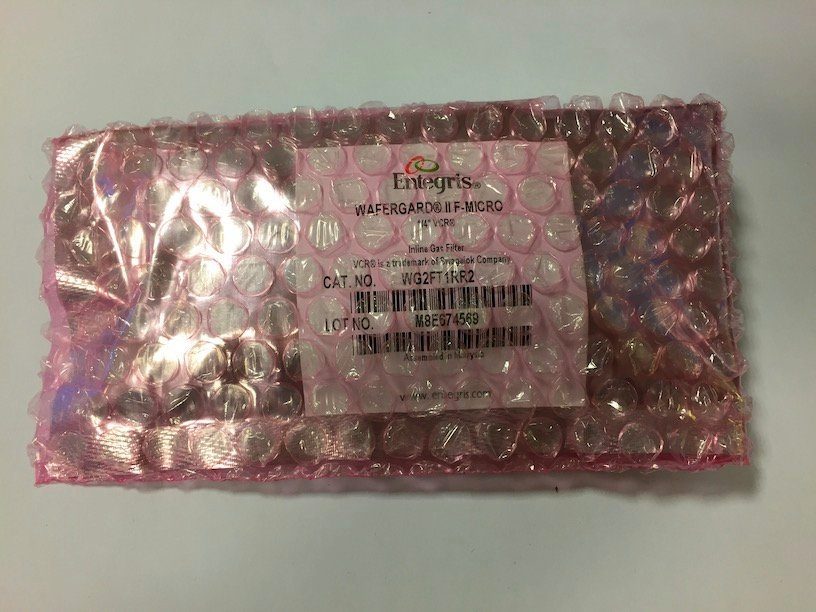 Entegris®
WAFERGARD® II F-MICRO
1/4" VCR®
Inline Gas Filter
VCR® is a trademark of Swagelok Company
CAT. NO. WG2FT1RR2
LOT NO. M8E674569
Assembled in Malaysia
www.entegris.com